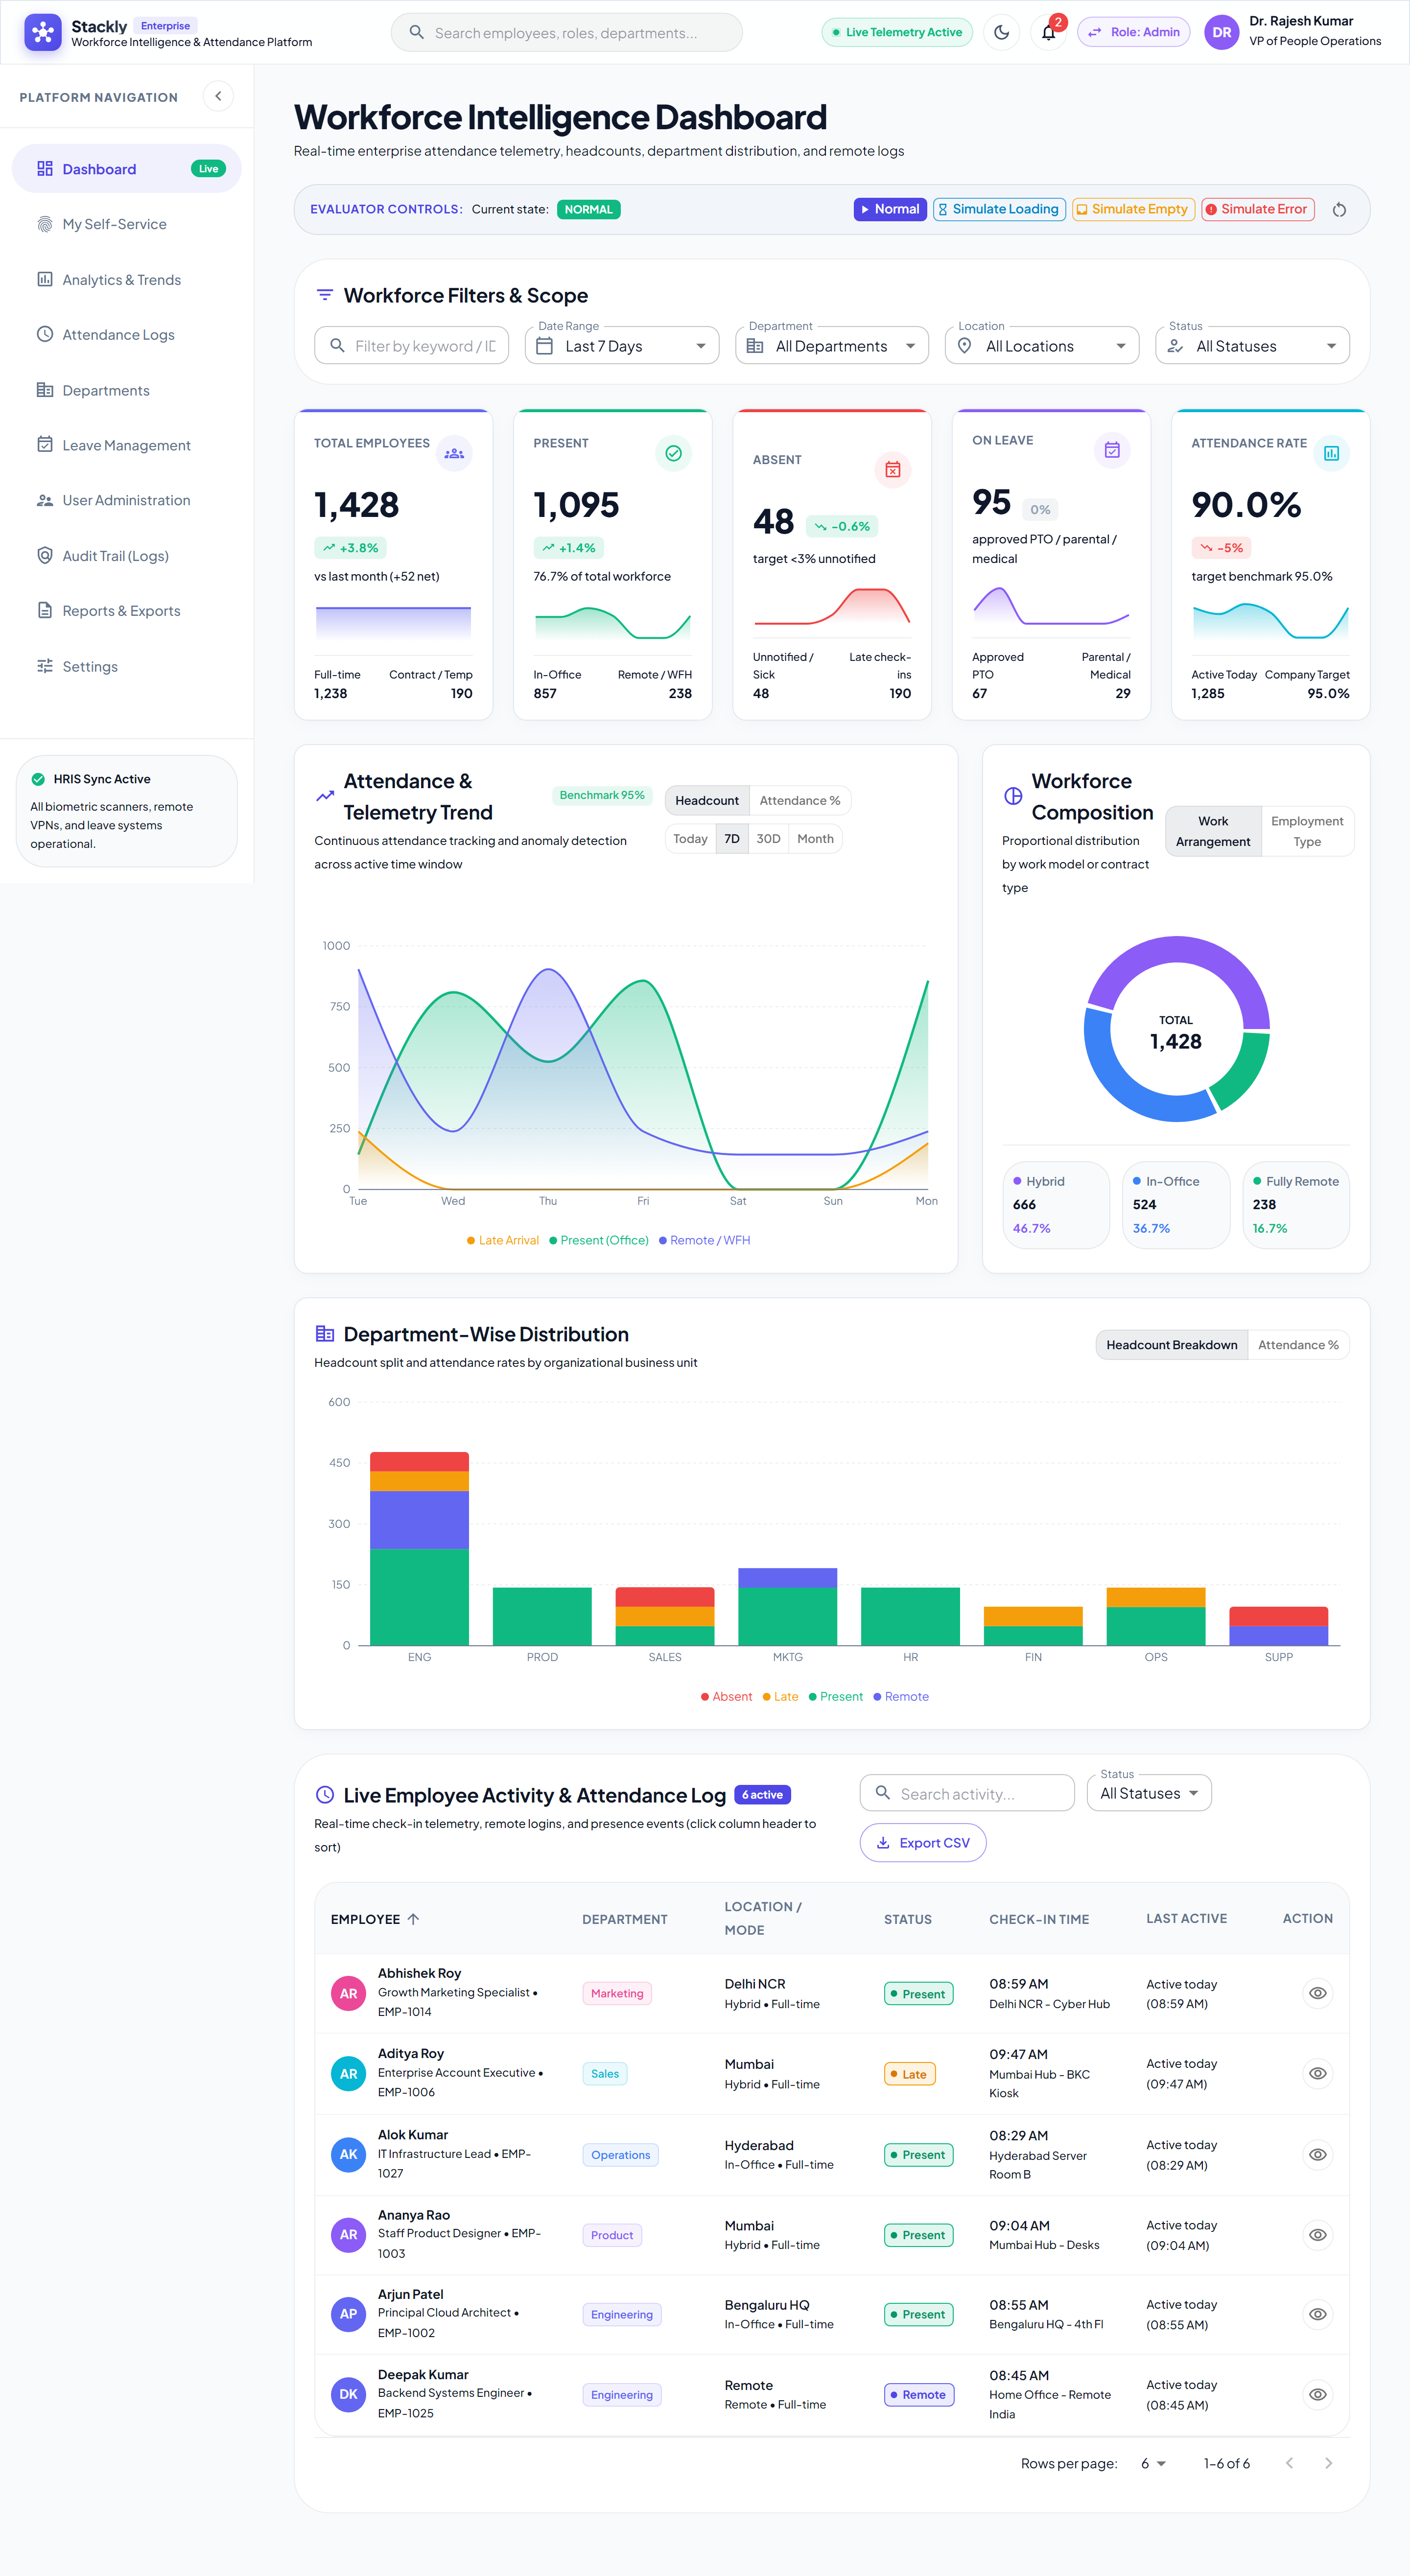 Stackly Enterprise
Workforce Intelligence & Attendance Platform
Search employees, roles, departments...
Live Telemetry Active
2
Role: Admin
DR
Dr. Rajesh Kumar
VP of People Operations
PLATFORM NAVIGATION
Dashboard Live
My Self-Service
Analytics & Trends
Attendance Logs
Departments
Leave Management
User Administration
Audit Trail (Logs)
Reports & Exports
Settings
HRIS Sync Active
All biometric scanners, remote
VPNs, and leave systems
operational.
Workforce Intelligence Dashboard
Real-time enterprise attendance telemetry, headcounts, department distribution, and remote logs
EVALUATOR CONTROLS: Current state: NORMAL
Normal Simulate Loading Simulate Empty Simulate Error
Workforce Filters & Scope
Filter by keyword / ID
Date Range
Last 7 Days
Department
All Departments
Location
All Locations
Status
All Statuses
TOTAL EMPLOYEES
1,428
+3.8%
vs last month (+52 net)
Full-time Contract / Temp
1,238 190
PRESENT
1,095
+1.4%
76.7% of total workforce
In-Office Remote / WFH
857 238
ABSENT
48 -0.6%
target <3% unnotified
Unnotified / Late check-
Sick ins
48 190
ON LEAVE
95 0%
approved PTO / parental /
medical
Approved Parental /
PTO Medical
67 29
ATTENDANCE RATE
90.0%
-5%
target benchmark 95.0%
Active Today Company Target
1,285 95.0%
Attendance &
Telemetry Trend
Benchmark 95%
Continuous attendance tracking and anomaly detection
across active time window
Headcount Attendance %
Today 7D 30D Month
1000
750
500
250
0
Tue Wed Thu Fri Sat Sun Mon
Late Arrival Present (Office) Remote / WFH
Workforce
Composition
Proportional distribution
by work model or contract
type
Work Employment
Arrangement Type
TOTAL
1,428
Hybrid
666
46.7%
In-Office
524
36.7%
Fully Remote
238
16.7%
Department-Wise Distribution
Headcount split and attendance rates by organizational business unit
Headcount Breakdown Attendance %
600
450
300
150
0
ENG PROD SALES MKTG HR FIN OPS SUPP
Absent Late Present Remote
Live Employee Activity & Attendance Log 6 active
Real-time check-in telemetry, remote logins, and presence events (click column header to
sort)
Search activity...
Status
All Statuses
Export CSV
EMPLOYEE DEPARTMENT LOCATION / MODE STATUS CHECK-IN TIME LAST ACTIVE ACTION
AR
Abhishek Roy
Growth Marketing Specialist •
EMP-1014
Marketing
Delhi NCR
Hybrid • Full-time
Present
08:59 AM
Delhi NCR - Cyber Hub
Active today
(08:59 AM)
AR
Aditya Roy
Enterprise Account Executive •
EMP-1006
Sales
Mumbai
Hybrid • Full-time
Late
09:47 AM
Mumbai Hub - BKC
Kiosk
Active today
(09:47 AM)
AK
Alok Kumar
IT Infrastructure Lead • EMP-
1027
Operations
Hyderabad
In-Office • Full-time
Present
08:29 AM
Hyderabad Server
Room B
Active today
(08:29 AM)
AR
Ananya Rao
Staff Product Designer • EMP-
1003
Product
Mumbai
Hybrid • Full-time
Present
09:04 AM
Mumbai Hub - Desks
Active today
(09:04 AM)
AP
Arjun Patel
Principal Cloud Architect •
EMP-1002
Engineering
Bengaluru HQ
In-Office • Full-time
Present
08:55 AM
Bengaluru HQ - 4th Fl
Active today
(08:55 AM)
DK
Deepak Kumar
Backend Systems Engineer •
EMP-1025
Engineering
Remote
Remote • Full-time
Remote
08:45 AM
Home Office - Remote
India
Active today
(08:45 AM)
Rows per page: 6 1–6 of 6